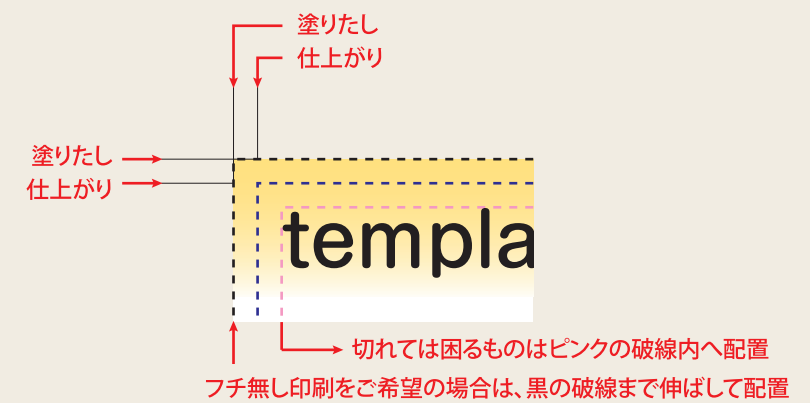 塗りたし
仕上がり
塗りたし
仕上がり
templa
切れては困るものはピンクの破線内へ配置
フチ無し印刷をご希望の場合は、黒の破線まで伸ばして配置